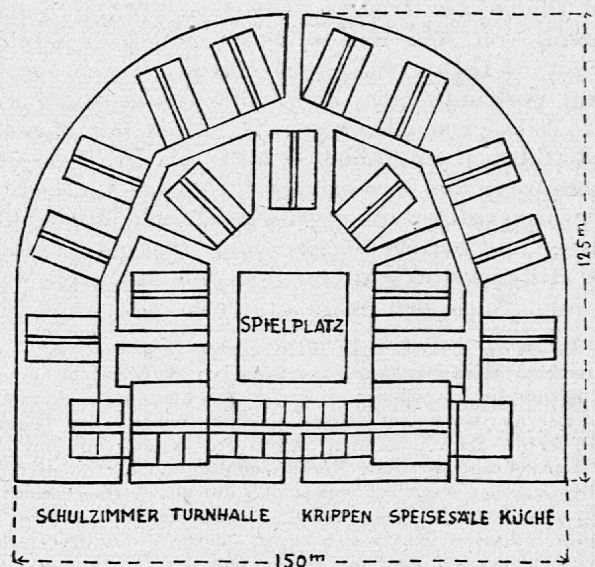 125m
SPIELPLATZ
SCHULZIMMER TURNHALLE KRIPPEN SPEISESÄLE KÜCHE
150m